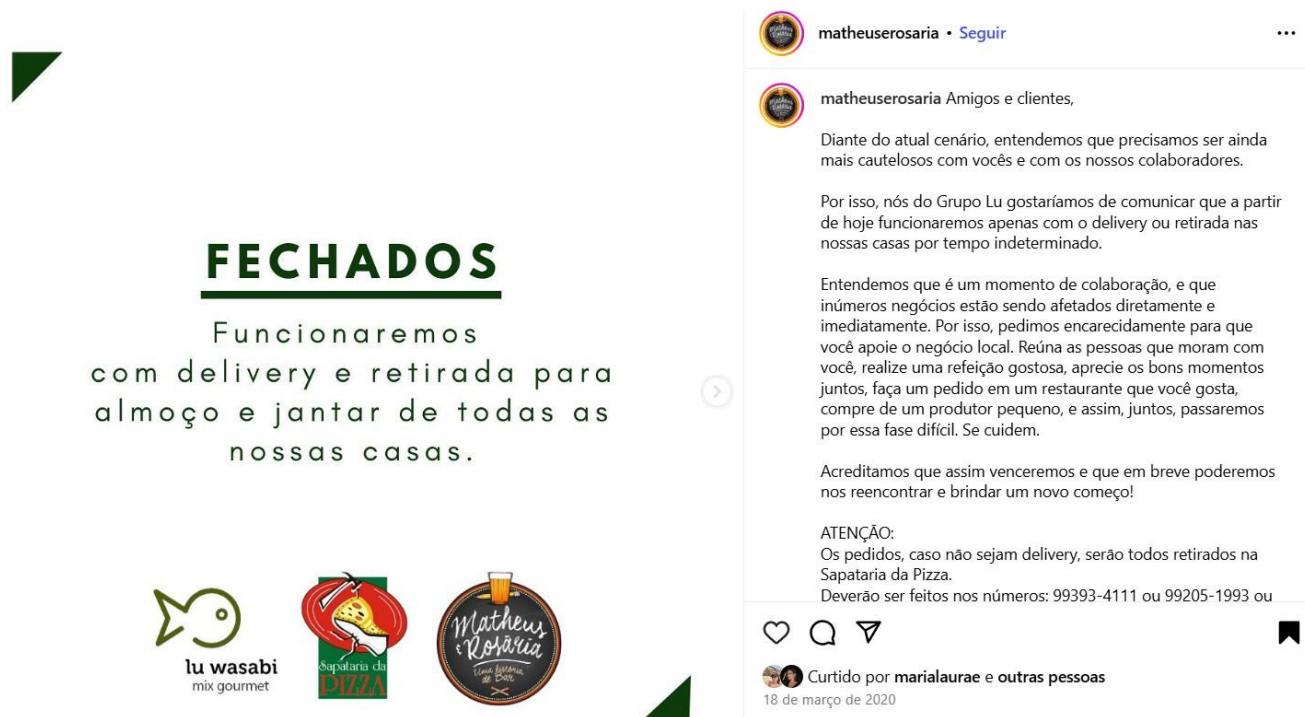 FECHADOS
Funcionaremos
com delivery e retirada para
almoço e jantar de todas as
nossas casas.
lu wasabi
mix gourmet
Sapataria da
PIZZA
Matheus
e Rosária
Uma história
de Bar
matheuserosaria • Seguir
matheuserosaria Amigos e clientes,
Diante do atual cenário, entendemos que precisamos ser ainda
mais cautelosos com vocês e com os nossos colaboradores.
Por isso, nós do Grupo Lu gostaríamos de comunicar que a partir
de hoje funcionaremos apenas com o delivery ou retirada nas
nossas casas por tempo indeterminado.
Entendemos que é um momento de colaboração, e que
inúmeros negócios estão sendo afetados diretamente e
imediatamente. Por isso, pedimos encarecidamente para que
você apoie o negócio local. Reúna as pessoas que moram com
você, realize uma refeição gostosa, aprecie os bons momentos
juntos, faça um pedido em um restaurante que você gosta,
compre de um produtor pequeno, e assim, juntos, passaremos
por essa fase difícil. Se cuidem.
Acreditamos que assim venceremos e que em breve poderemos
nos reencontrar e brindar um novo começo!
ATENÇÃO:
Os pedidos, caso não sejam delivery, serão todos retirados na
Sapataria da Pizza.
Deverão ser feitos nos números: 99393-4111 ou 99205-1993 ou
Curtido por marialaurae e outras pessoas
18 de março de 2020